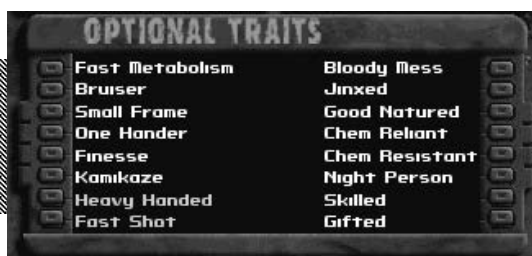 OPTIONAL TRAITS
Fast Metabolism
Bruiser
Small Frame
One Hander
Finesse
Kamikaze
Heavy Handed
Fast Shot
Bloody Mess
Jinxed
Good Natured
Chem Reliant
Chem Resistant
Night Person
Skilled
Gifted